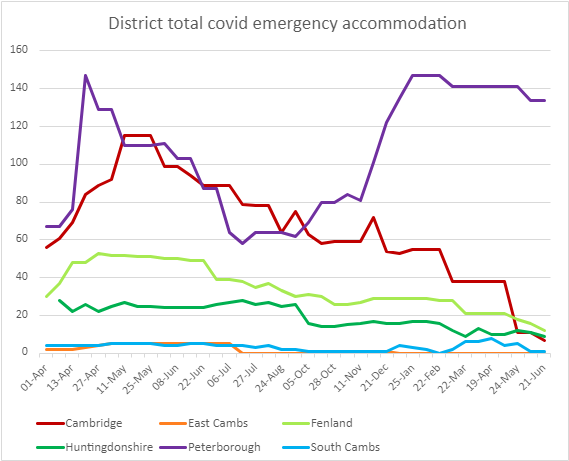 District total covid emergency accommodation
160
140
120
100
80
60
40
20
0
01-Apr 13-Apr 27-Apr 11-May 25-May 08-Jun 22-Jun 06-Jul 27-Jul 24-Aug 05-Oct 28-Oct 11-Nov 21-Dec 25-Jan 22-Feb 22-Mar 19-Apr 24-May 21-Jun
Cambridge East Cambs Fenland
Huntingdonshire Peterborough South Cambs